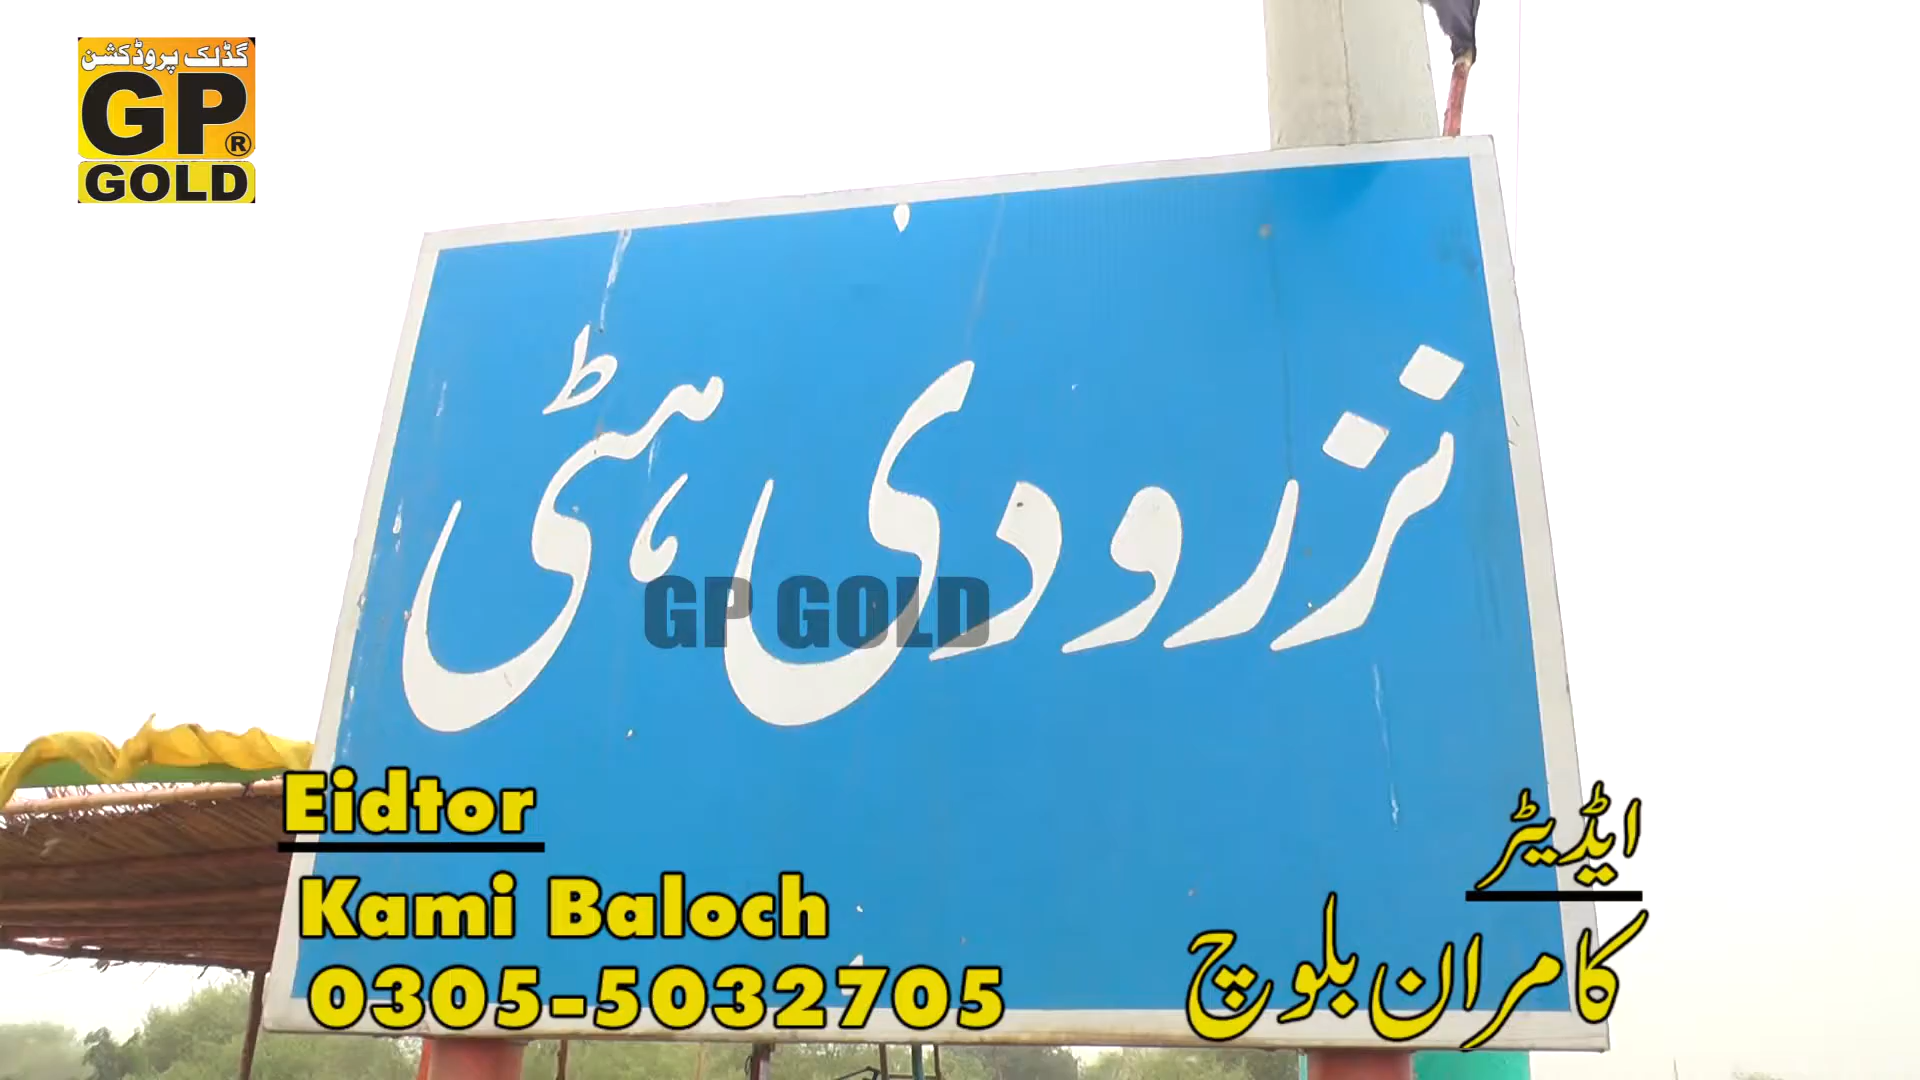 گڈلک پروڈکشن
GP
®
GOLD
نزرو دی ہٹی
GP GOLD
Eidtor
Kami Baloch
0305-5032705
ایڈیٹر
کامران بلوچ